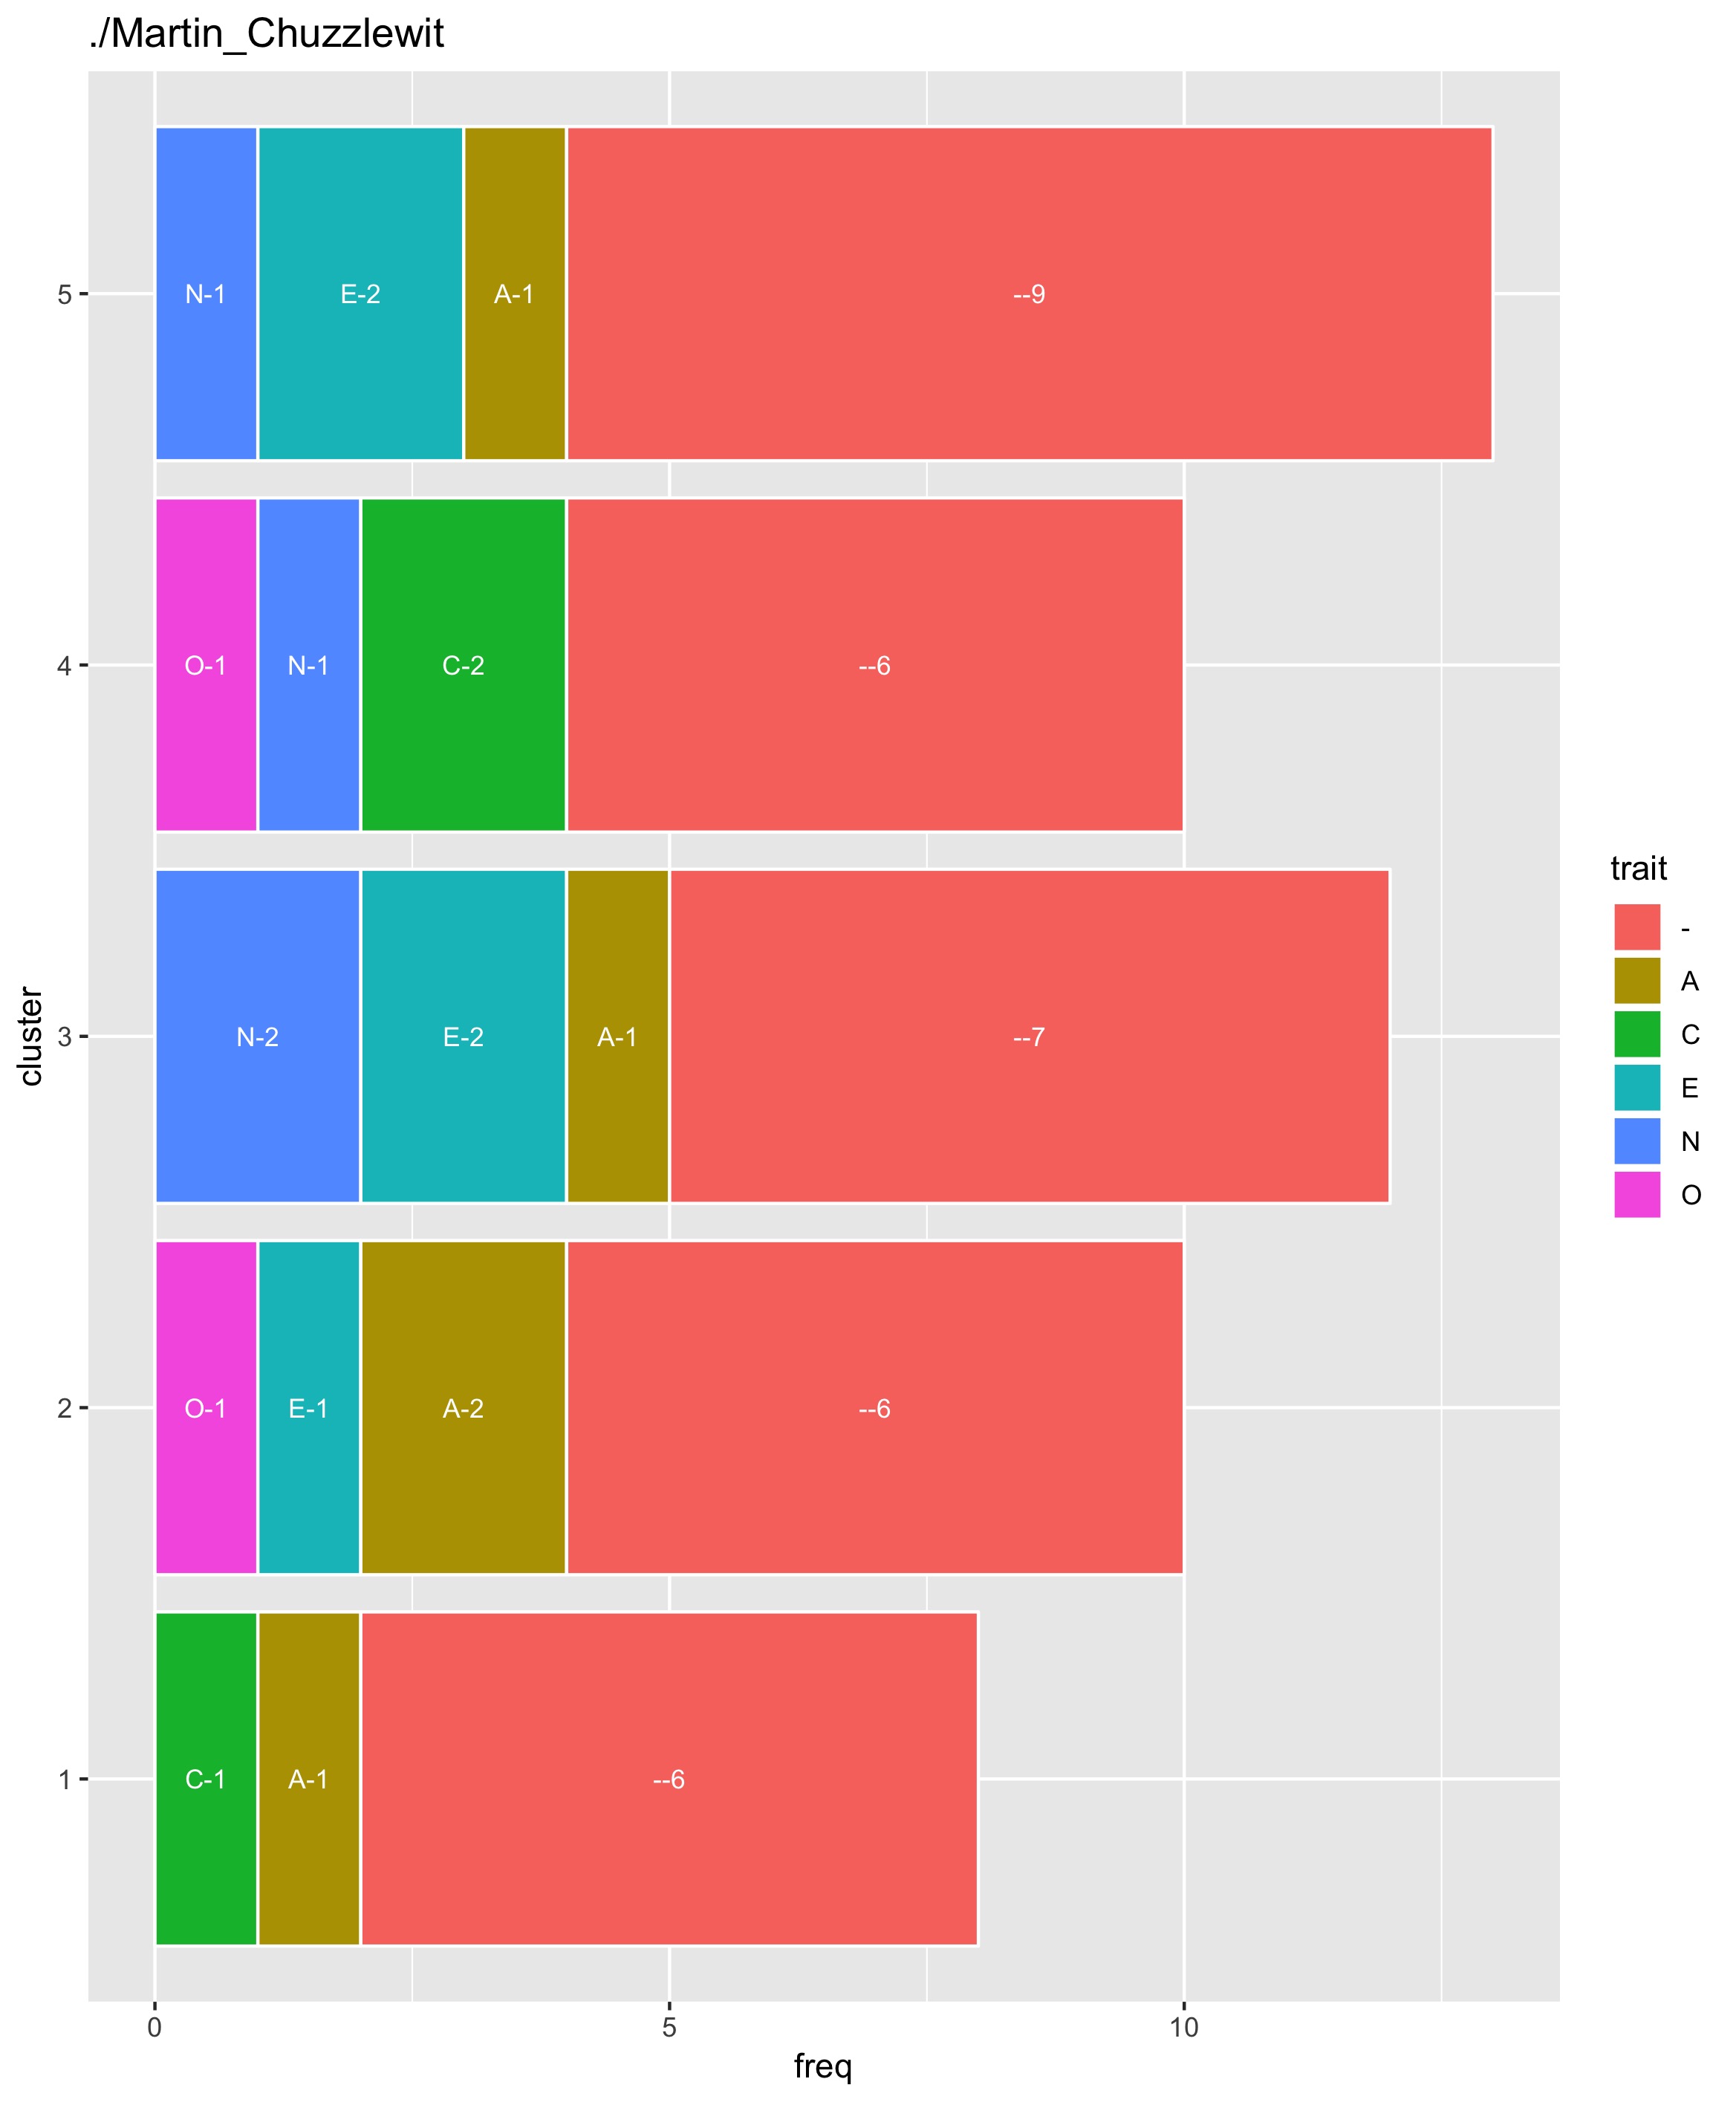 ./Martin_Chuzzlewit
5
N-1
E-2
A-1
--9
4
O-1
N-1
C-2
--6
3
N-2
E-2
A-1
--7
2
O-1
E-1
A-2
--6
1
C-1
A-1
--6
cluster
0
5
10
freq
trait
-
A
C
E
N
O